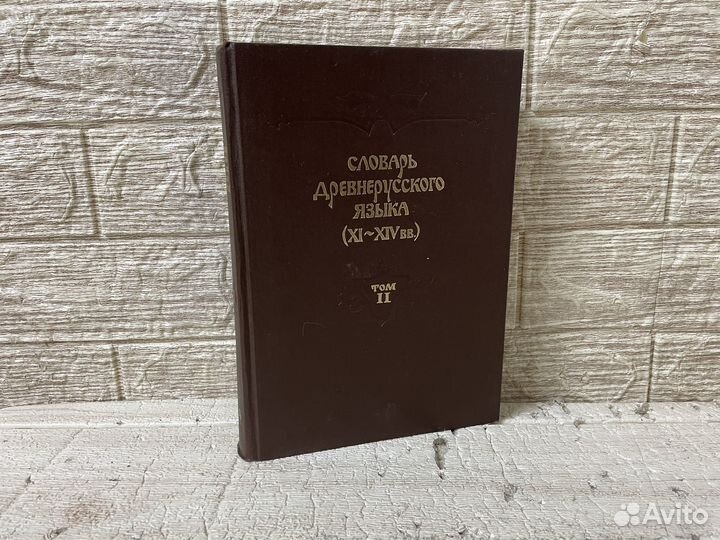 СЛОВАРЬ
ДРЕВНЕРУССКОГО
ЯЗЫКА
(XI~XIV ВВ.)
ТОМ
II
Avito